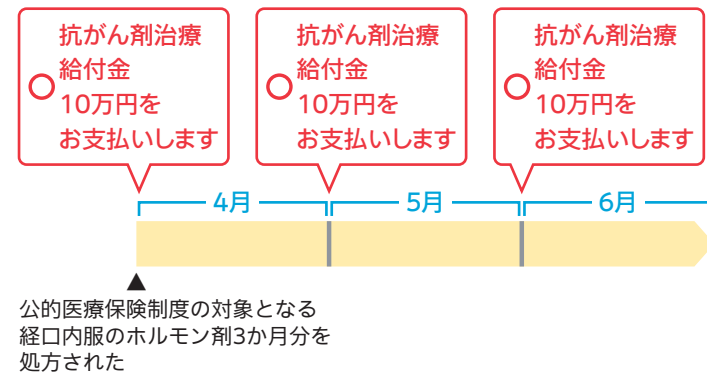 抗がん剤治療
給付金
10万円を
お支払いします
抗がん剤治療
給付金
10万円を
お支払いします
抗がん剤治療
給付金
10万円を
お支払いします
4月
5月
6月
公的医療保険制度の対象となる
経口内服のホルモン剤3か月分を
処方された